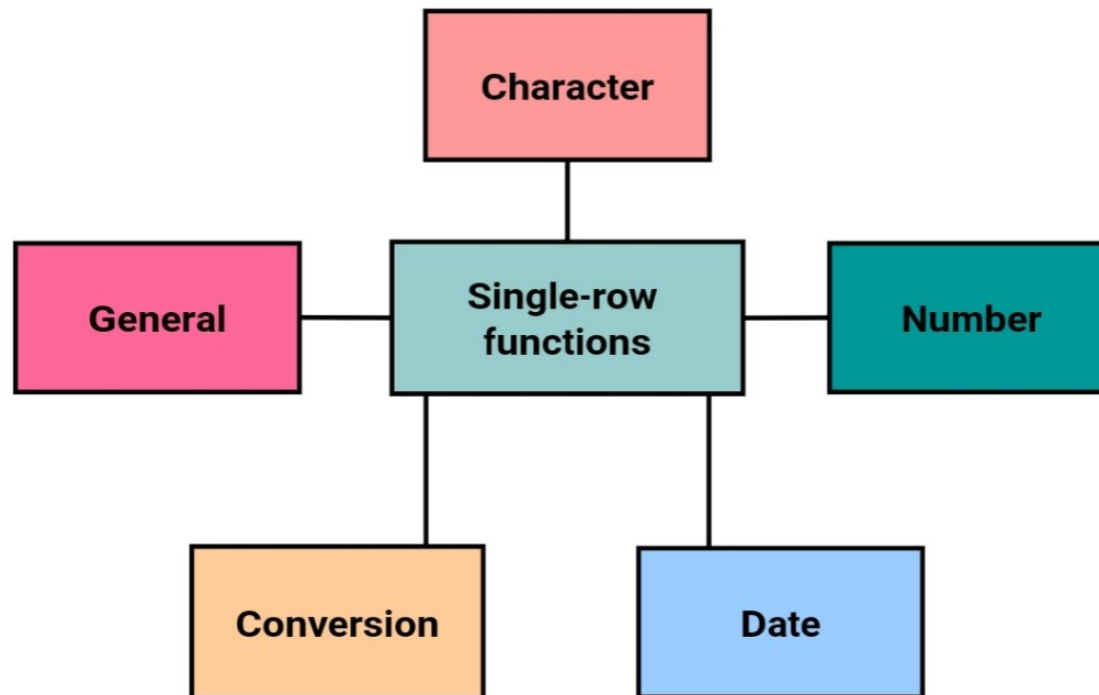 Character
General
Single-row
functions
Number
Conversion
Date